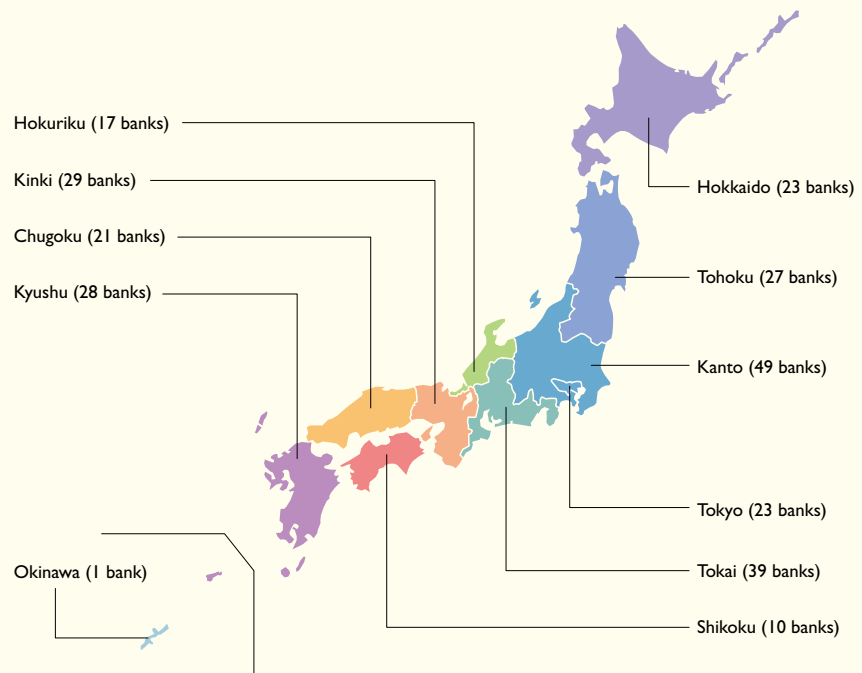 Hokuriku (17 banks)
Kinki (29 banks)
Chugoku (21 banks)
Kyushu (28 banks)
Okinawa (1 bank)
Hokkaido (23 banks)
Tohoku (27 banks)
Kanto (49 banks)
Tokyo (23 banks)
Tokai (39 banks)
Shikoku (10 banks)